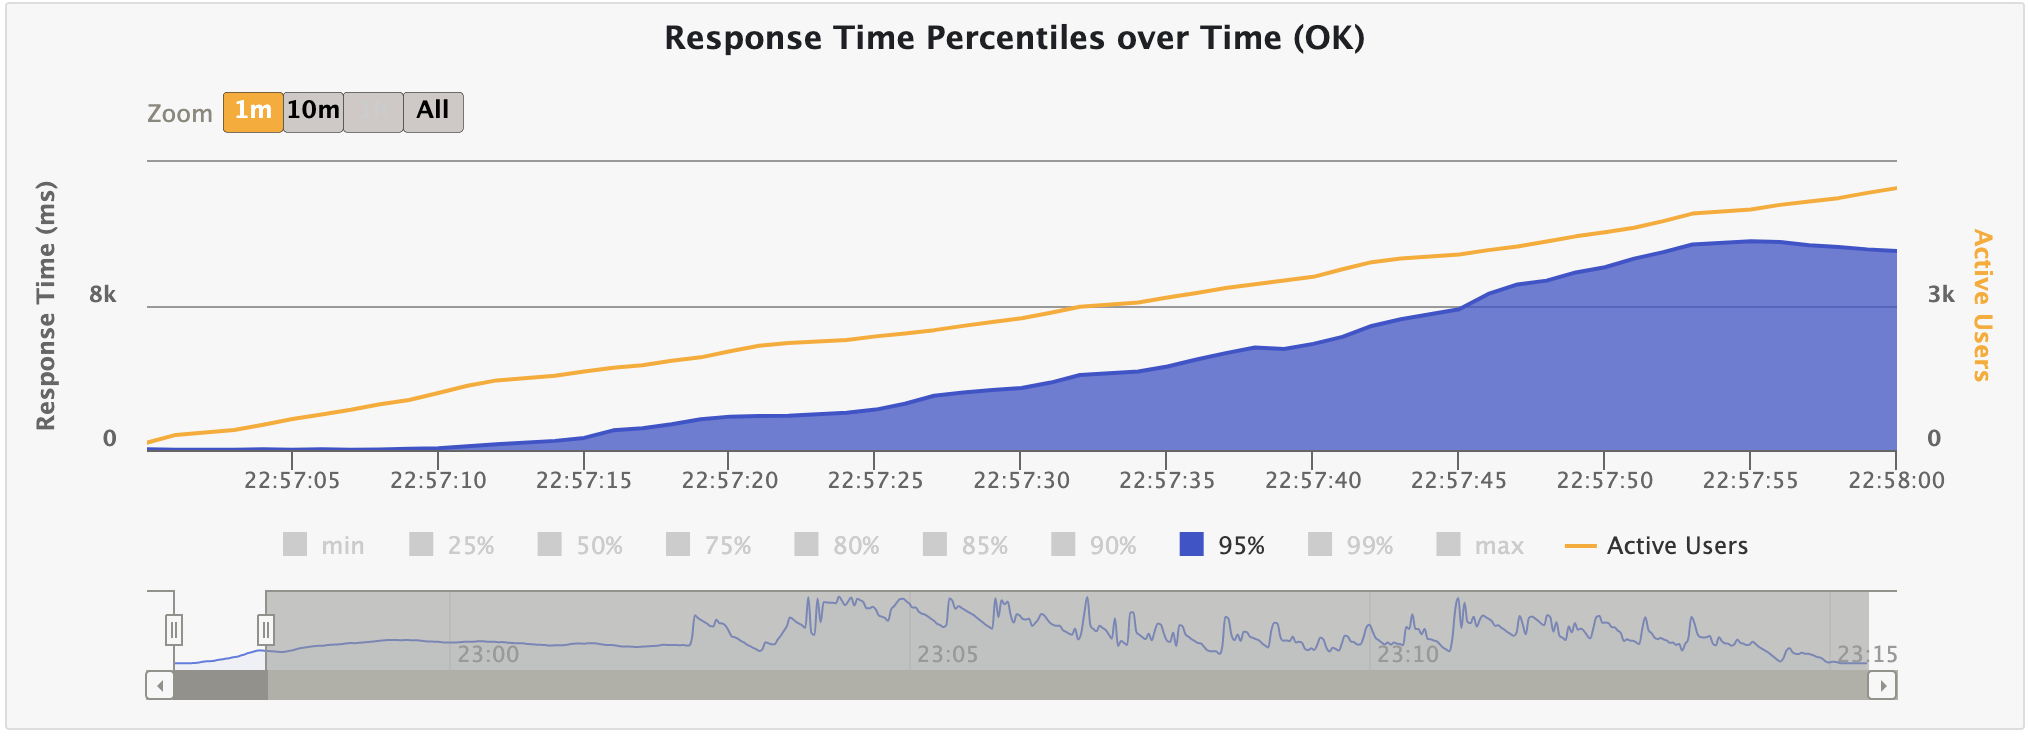 Response Time Percentiles over Time (OK)
Zoom 1m 10m All
Response Time (ms)
8k
0
3k
0
Active Users
22:57:05 22:57:10 22:57:15 22:57:20 22:57:25 22:57:30 22:57:35 22:57:40 22:57:45 22:57:50 22:57:55 22:58:00
min 25% 50% 75% 80% 85% 90% 95% 99% max Active Users
23:00 23:05 23:10 23:15